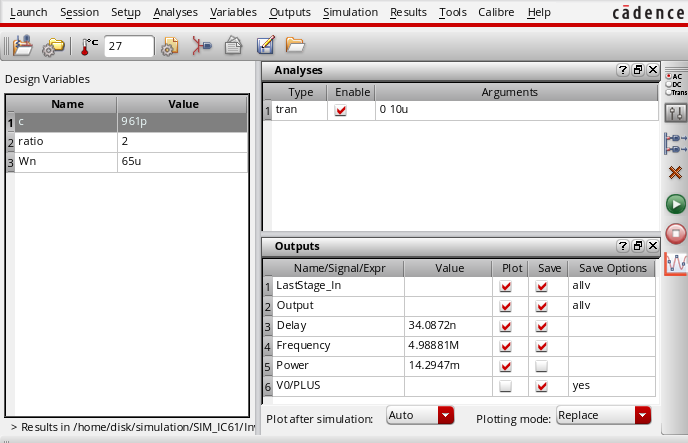 Launch Session Setup Analyses Variables Outputs Simulation Results Tools Calibre Help cādence
27
Design Variables
Name Value
1 c 961p
2 ratio 2
3 Wn 65u
> Results in /home/disk/simulation/SIM_IC61/In
Analyses
Type Enable Arguments
1 tran 0 10u
Outputs
Name/Signal/Expr Value Plot Save Save Options
1 LastStage_In allv
2 Output allv
3 Delay 34.0872n
4 Frequency 4.98881M
5 Power 14.2947m
6 V0/PLUS yes
Plot after simulation: Auto Plotting mode: Replace
AC
DC
Trans
°C